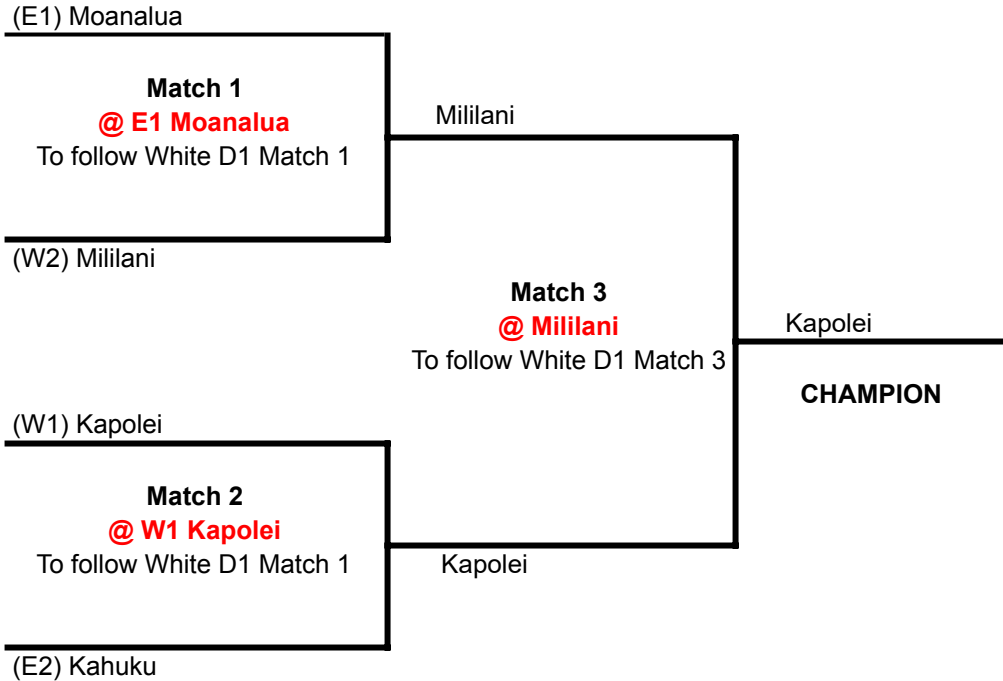 (E1) Moanalua
Match 1
@ E1 Moanalua
To follow White D1 Match 1
Mililani
(W2) Mililani
Match 3
@ Mililani
To follow White D1 Match 3
Kapolei
CHAMPION
(W1) Kapolei
Match 2
@ W1 Kapolei
To follow White D1 Match 1
Kapolei
(E2) Kahuku